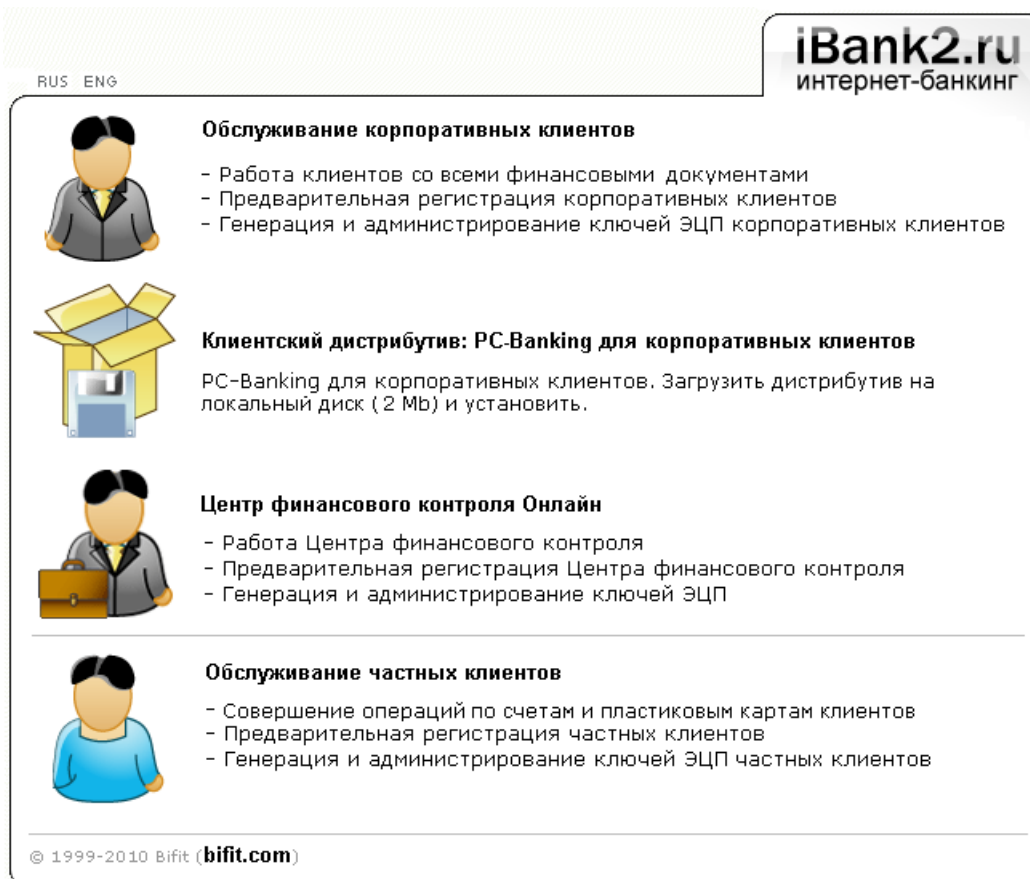 iBank2.ru
интернет-банкинг
RUS ENG
Обслуживание корпоративных клиентов
- Работа клиентов со всеми финансовыми документами
- Предварительная регистрация корпоративных клиентов
- Генерация и администрирование ключей ЭЦП корпоративных клиентов
Клиентский дистрибутив: PC-Banking для корпоративных клиентов
PC-Banking для корпоративных клиентов. Загрузить дистрибутив на
локальный диск ( 2 Mb) и установить.
Центр финансового контроля Онлайн
- Работа Центра финансового контроля
- Предварительная регистрация Центра финансового контроля
- Генерация и администрирование ключей ЭЦП
Обслуживание частных клиентов
- Совершение операций по счетам и пластиковым картам клиентов
- Предварительная регистрация частных клиентов
- Генерация и администрирование ключей ЭЦП частных клиентов
© 1999-2010 Bifit (bifit.com)